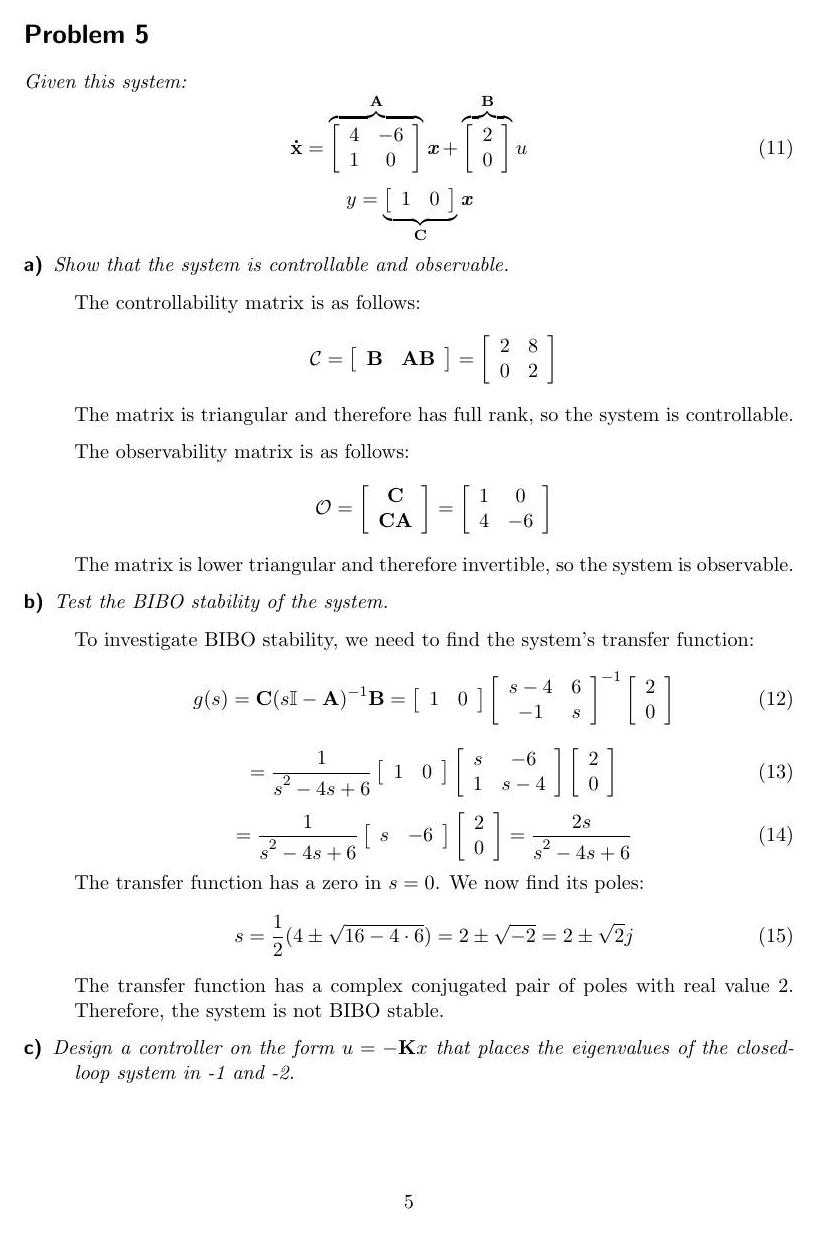 Problem 5
Given this system:
A B
ẋ = [ 4 −6 ; 1 0 ] x + [ 2 ; 0 ] u (11)
y = [ 1 0 ] x
C
a) Show that the system is controllable and observable.
The controllability matrix is as follows:
𝒞 = [ B AB ] = [ 2 8 ; 0 2 ]
The matrix is triangular and therefore has full rank, so the system is controllable.
The observability matrix is as follows:
𝒪 = [ C ; CA ] = [ 1 0 ; 4 −6 ]
The matrix is lower triangular and therefore invertible, so the system is observable.
b) Test the BIBO stability of the system.
To investigate BIBO stability, we need to find the system's transfer function:
g(s) = C(s𝕀 − A)⁻¹B = [ 1 0 ] [ s − 4 6 ; −1 s ]⁻¹ [ 2 ; 0 ] (12)
= 1/(s² − 4s + 6) [ 1 0 ] [ s −6 ; 1 s − 4 ] [ 2 ; 0 ] (13)
= 1/(s² − 4s + 6) [ s −6 ] [ 2 ; 0 ] = 2s/(s² − 4s + 6) (14)
The transfer function has a zero in s = 0. We now find its poles:
s = 1/2(4 ± √(16 − 4 · 6)) = 2 ± √−2 = 2 ± √2j (15)
The transfer function has a complex conjugated pair of poles with real value 2.
Therefore, the system is not BIBO stable.
c) Design a controller on the form u = −Kx that places the eigenvalues of the closed-
loop system in -1 and -2.
5